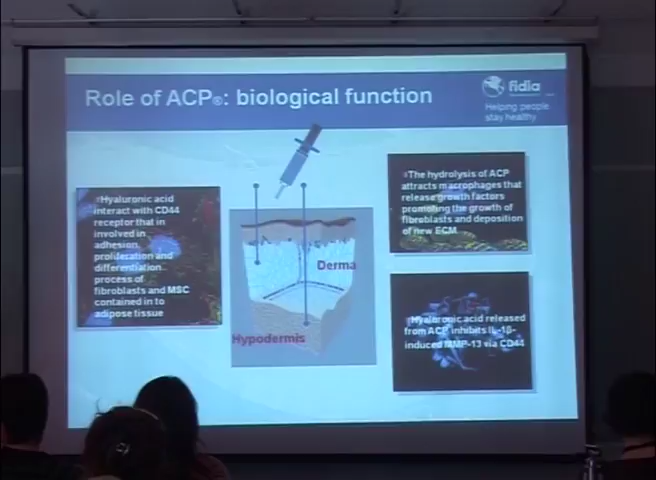 Role of ACP®: biological function
fidia
Helping people
stay healthy
Hyaluronic acid
interact with CD44
receptor that in
involved in
adhesion,
prolification and
differentiation
process of
fibroblasts and MSC
contained in to
adipose tissue
Derma
Hypodermis
The hydrolysis of ACP
attracts macrophages that
release growth factors
promoting the growth of
fibroblasts and deposition
of new ECM
Hyaluronic acid released
from ACP inhibits IL-1β-
induced MMP-13 via CD44